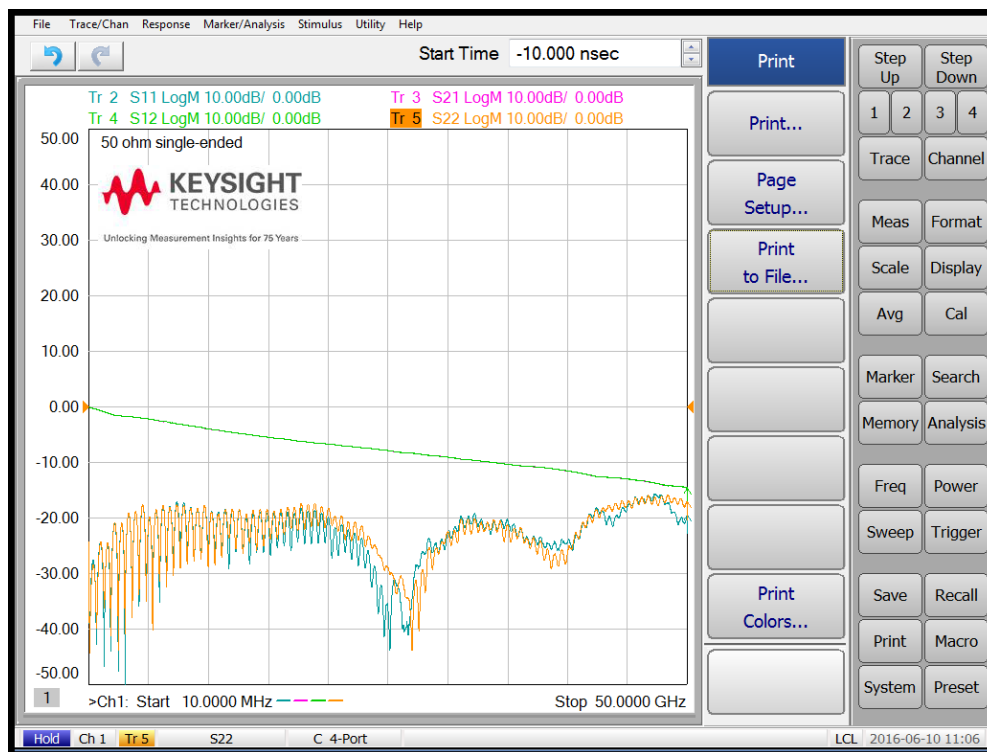 File Trace/Chan Response Marker/Analysis Stimulus Utility Help
Start Time -10.000 nsec
Tr 2 S11 LogM 10.00dB/ 0.00dB Tr 3 S21 LogM 10.00dB/ 0.00dB
Tr 4 S12 LogM 10.00dB/ 0.00dB Tr 5 S22 LogM 10.00dB/ 0.00dB
50.00
40.00
30.00
20.00
10.00
0.00
-10.00
-20.00
-30.00
-40.00
-50.00
50 ohm single-ended
KEYSIGHT
TECHNOLOGIES
Unlocking Measurement Insights for 75 Years
1 >Ch1: Start 10.0000 MHz Stop 50.0000 GHz
Print
Print...
Page
Setup...
Print
to File...
Print
Colors...
Step Up Step Down
1 2 3 4
Trace Channel
Meas Format
Scale Display
Avg Cal
Marker Search
Memory Analysis
Freq Power
Sweep Trigger
Save Recall
Print Macro
System Preset
Hold Ch 1 Tr 5 S22 C 4-Port LCL 2016-06-10 11:06